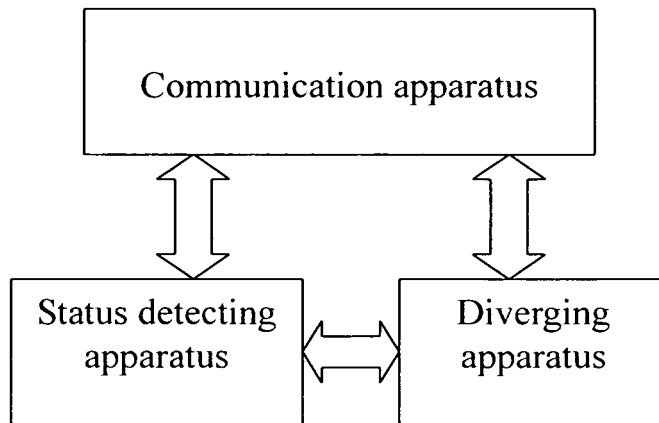 Communication apparatus
Status detecting
apparatus
Diverging
apparatus